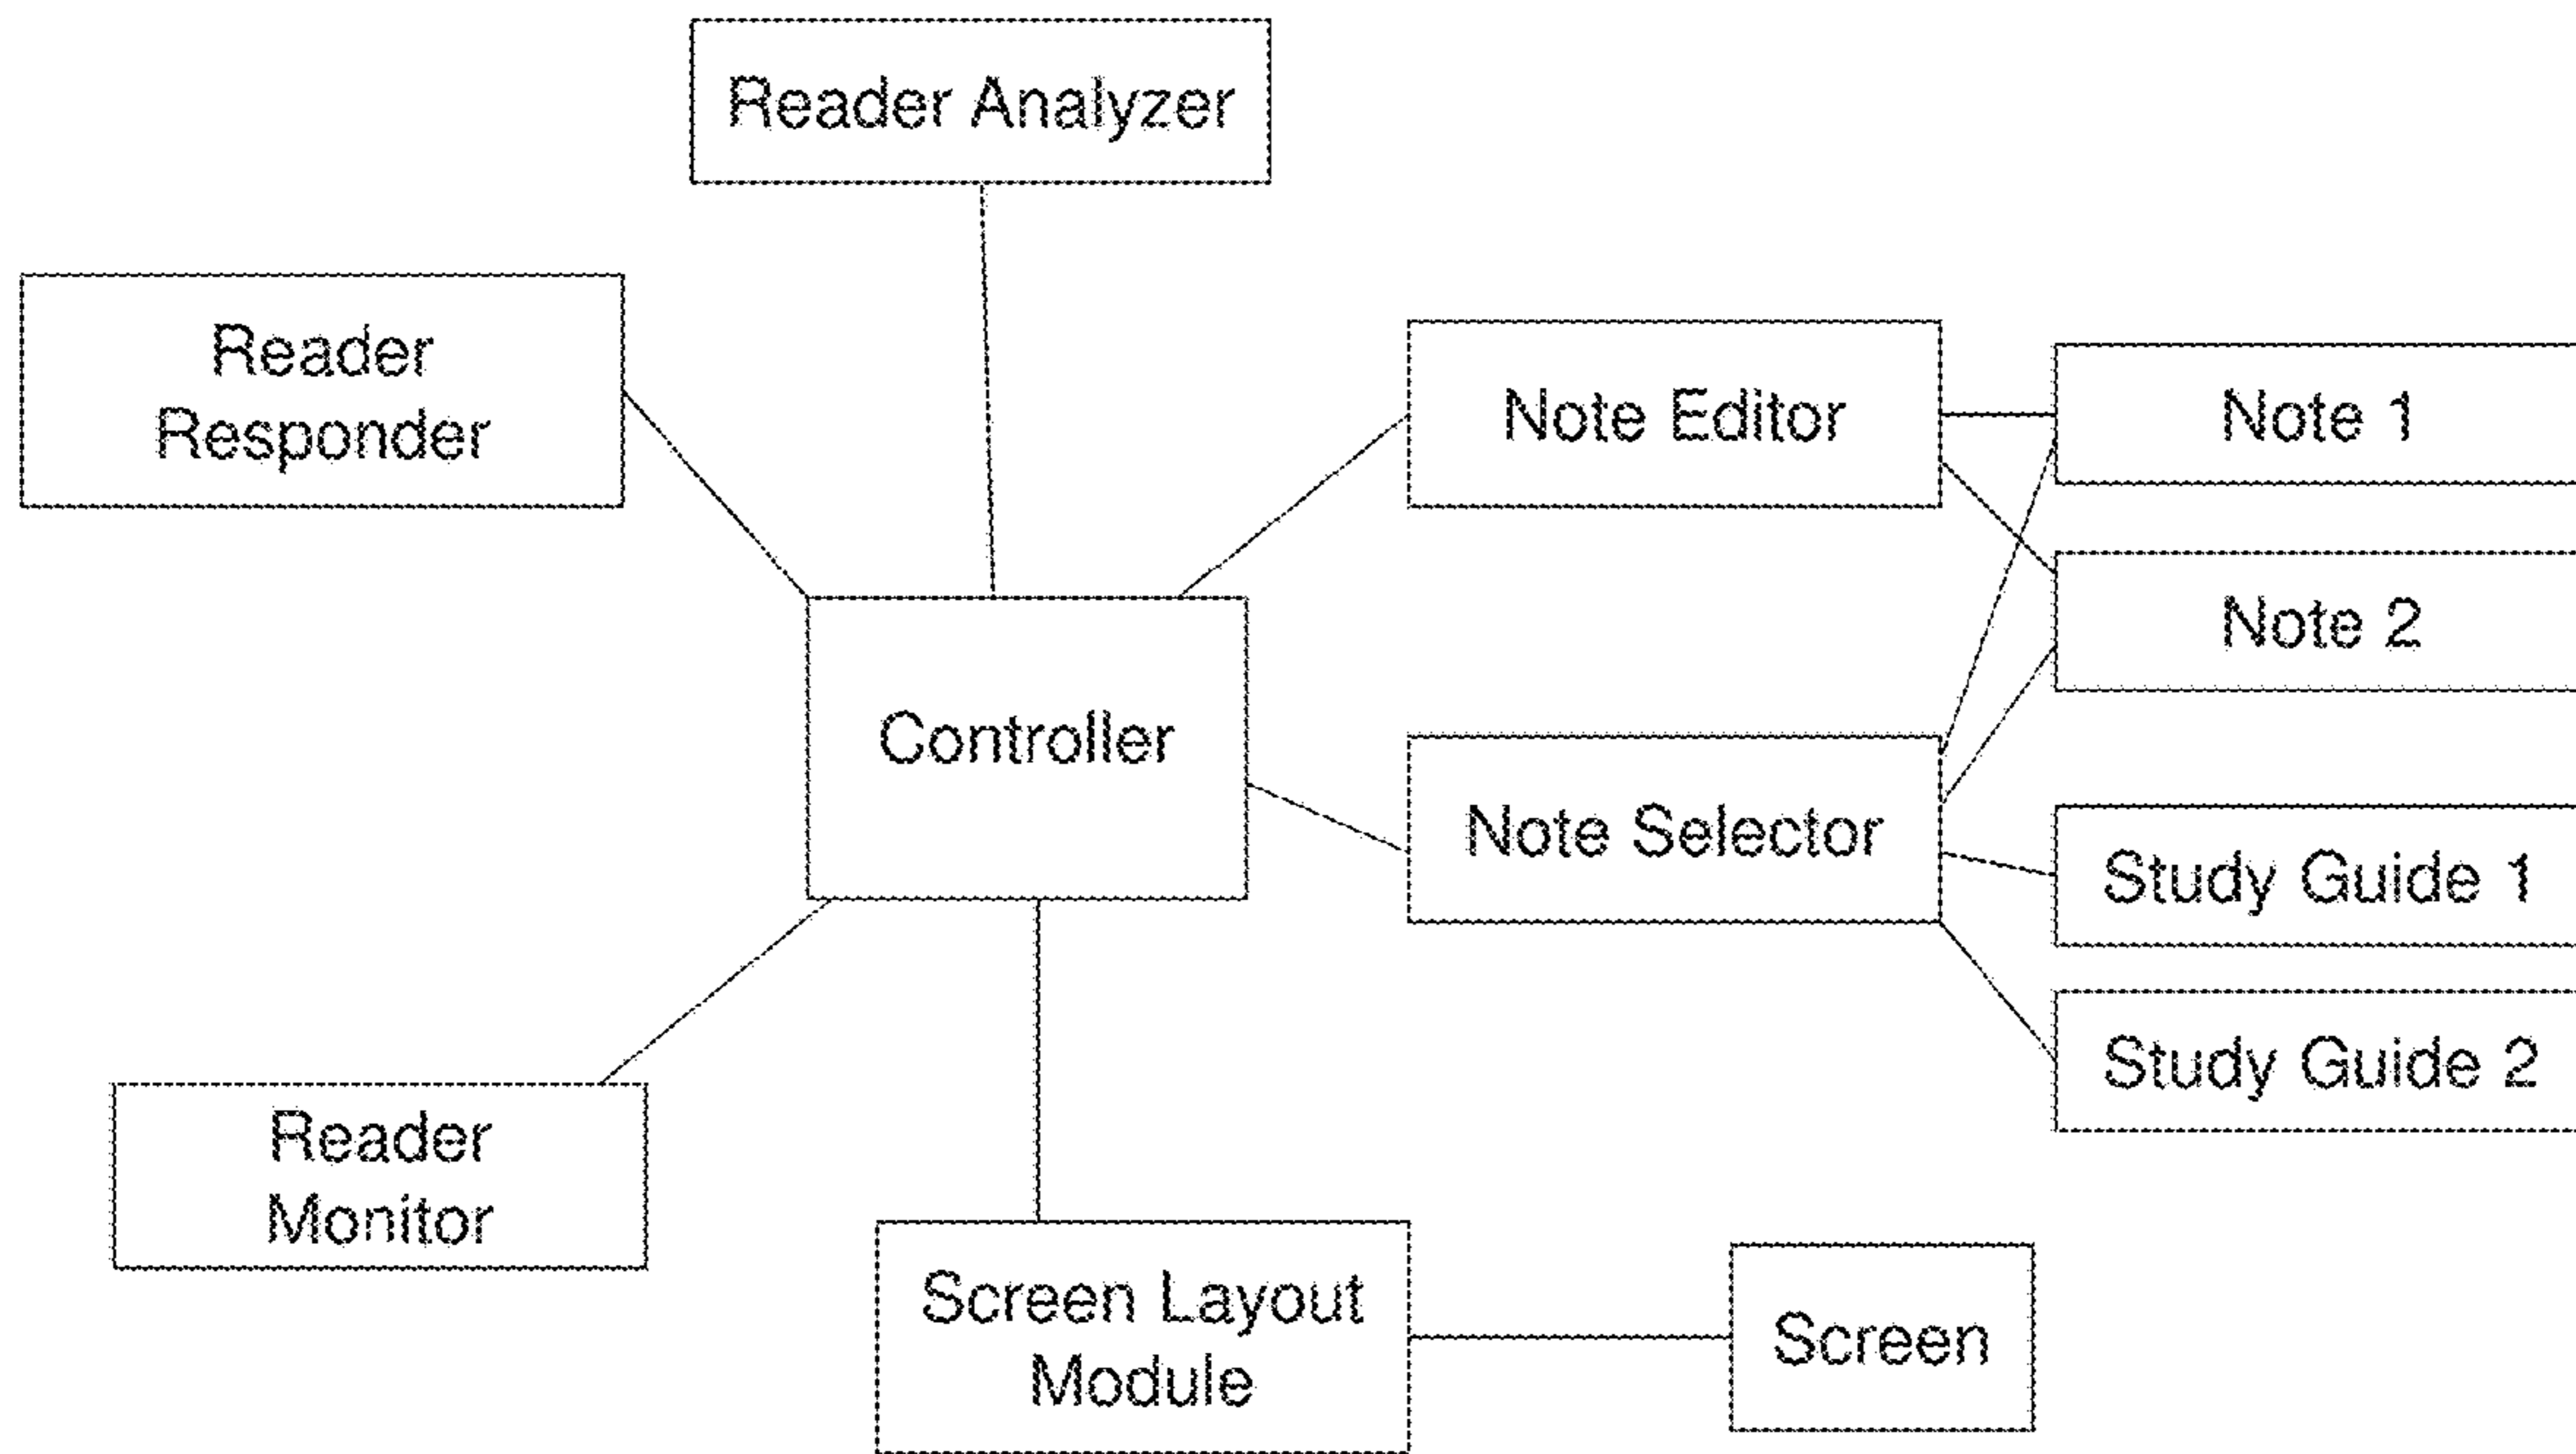 Reader Analyzer
Reader
Responder
Note Editor
Note 1
Note 2
Controller
Note Selector
Study Guide 1
Study Guide 2
Reader
Monitor
Screen Layout
Module
Screen